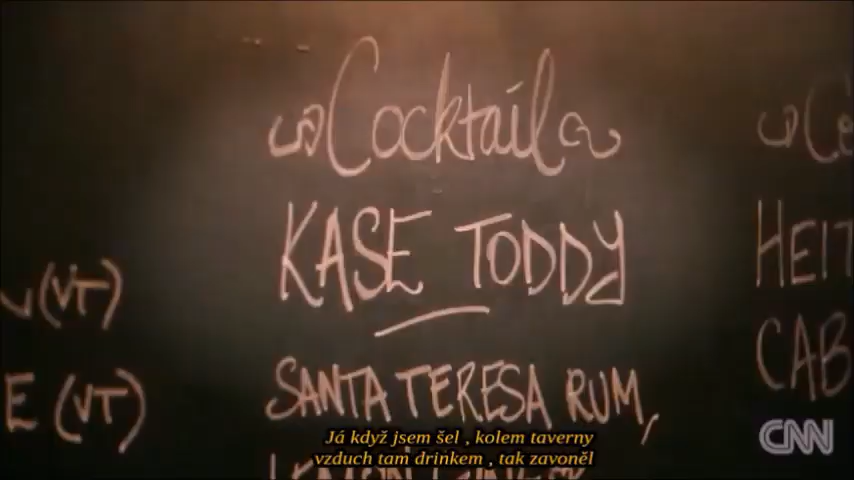 Cocktail
KASE TODDY
SANTA TERESA RUM,
(VT)
E (VT)
HEIT
CAB
CNN
Já když jsem šel , kolem taverny
vzduch tam drinkem , tak zavoněl